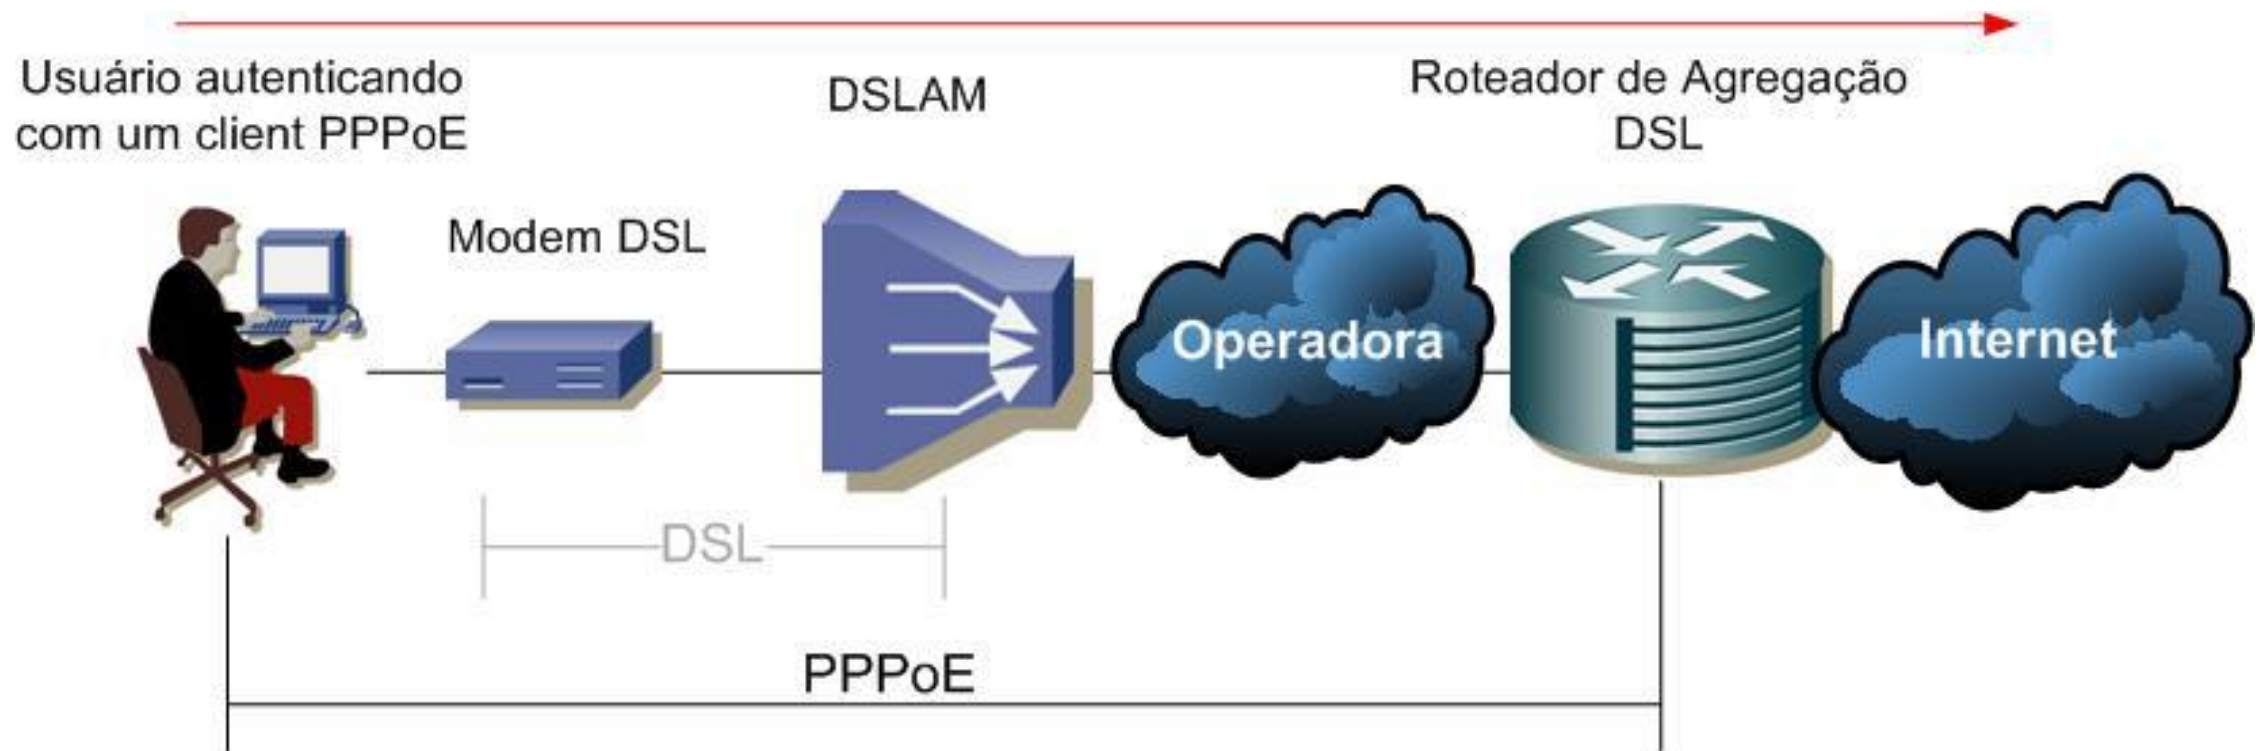 Usuário autenticando
com um client PPPoE
DSLAM
Roteador de Agregação
DSL
Modem DSL
Operadora
Internet
DSL
PPPoE